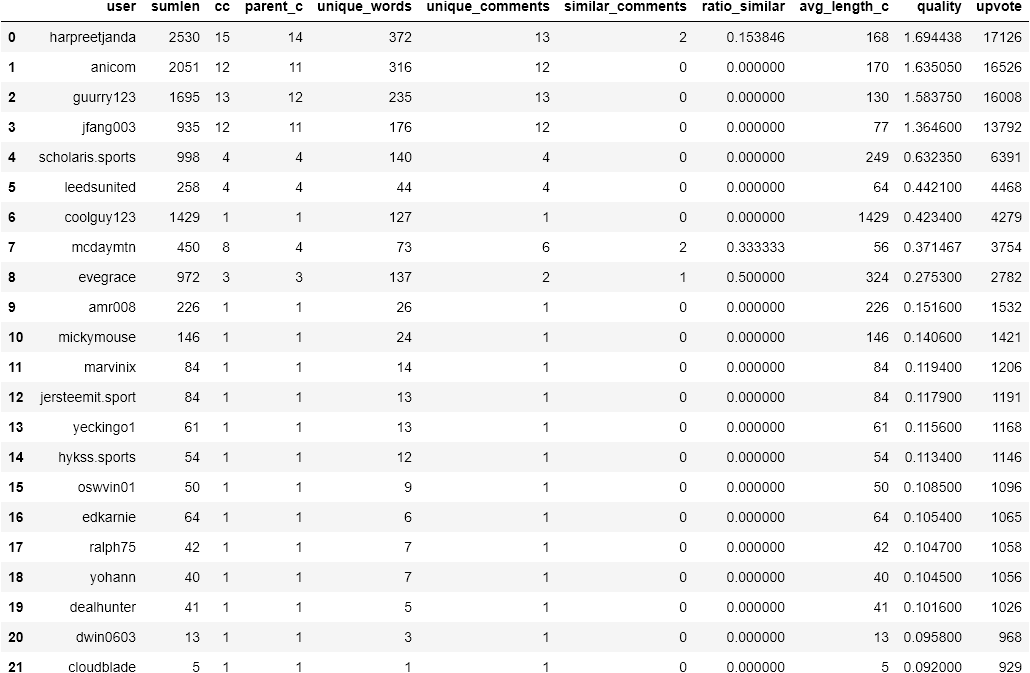 user sumlen cc parent_c unique_words unique_comments similar_comments ratio_similar avg_length_c quality upvote
0 harpreetjanda 2530 15 14 372 13 2 0.153846 168 1.694438 17126
1 anicom 2051 12 11 316 12 0 0.000000 170 1.635050 16526
2 guurry123 1695 13 12 235 13 0 0.000000 130 1.583750 16008
3 jfang003 935 12 11 176 12 0 0.000000 77 1.364600 13792
4 scholaris.sports 998 4 4 140 4 0 0.000000 249 0.632350 6391
5 leedsunited 258 4 4 44 4 0 0.000000 64 0.442100 4468
6 coolguy123 1429 1 1 127 1 0 0.000000 1429 0.423400 4279
7 mcdaymtn 450 8 4 73 6 2 0.333333 56 0.371467 3754
8 evegrace 972 3 3 137 2 1 0.500000 324 0.275300 2782
9 amr008 226 1 1 26 1 0 0.000000 226 0.151600 1532
10 mickymouse 146 1 1 24 1 0 0.000000 146 0.140600 1421
11 marvinix 84 1 1 14 1 0 0.000000 84 0.119400 1206
12 jersteemit.sport 84 1 1 13 1 0 0.000000 84 0.117900 1191
13 yeckingo1 61 1 1 13 1 0 0.000000 61 0.115600 1168
14 hykss.sports 54 1 1 12 1 0 0.000000 54 0.113400 1146
15 oswvin01 50 1 1 9 1 0 0.000000 50 0.108500 1096
16 edkarnie 64 1 1 6 1 0 0.000000 64 0.105400 1065
17 ralph75 42 1 1 7 1 0 0.000000 42 0.104700 1058
18 yohann 40 1 1 7 1 0 0.000000 40 0.104500 1056
19 dealhunter 41 1 1 5 1 0 0.000000 41 0.101600 1026
20 dwin0603 13 1 1 3 1 0 0.000000 13 0.095800 968
21 cloudblade 5 1 1 1 1 0 0.000000 5 0.092000 929